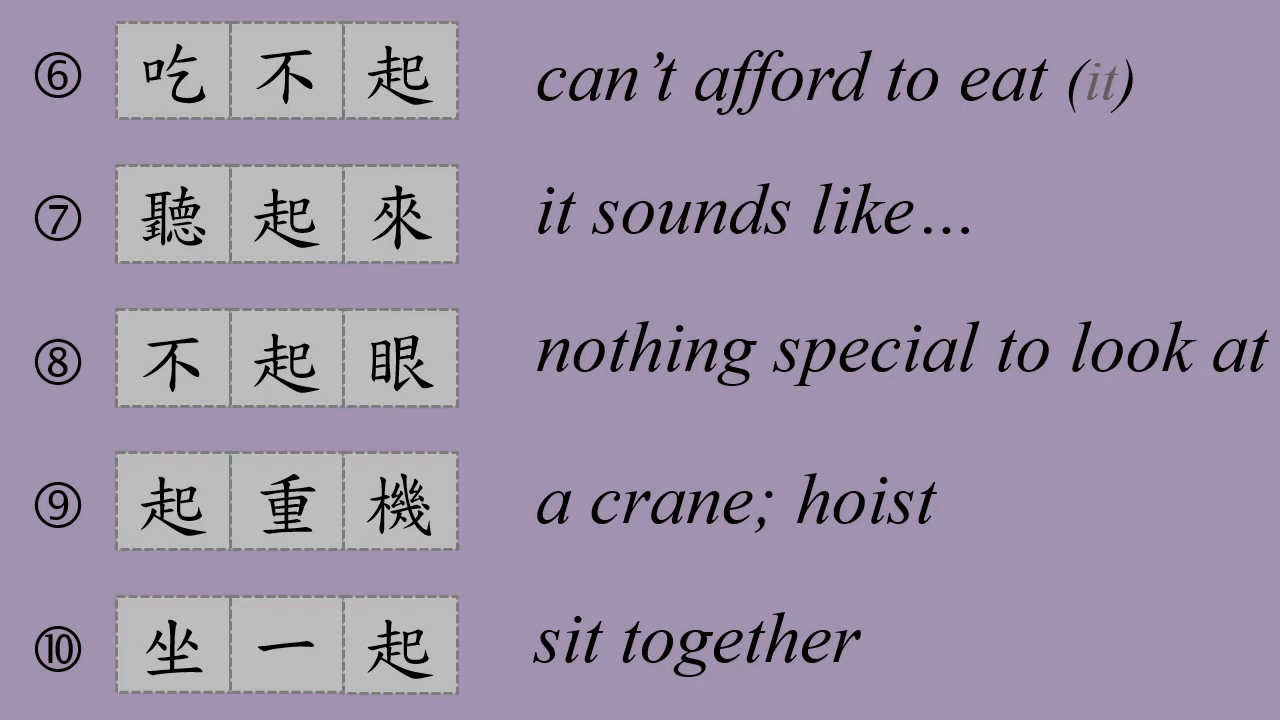 ⑥ 吃不起 can't afford to eat (it)
⑦ 聽起來 it sounds like…
⑧ 不起眼 nothing special to look at
⑨ 起重機 a crane; hoist
⑩ 坐一起 sit together